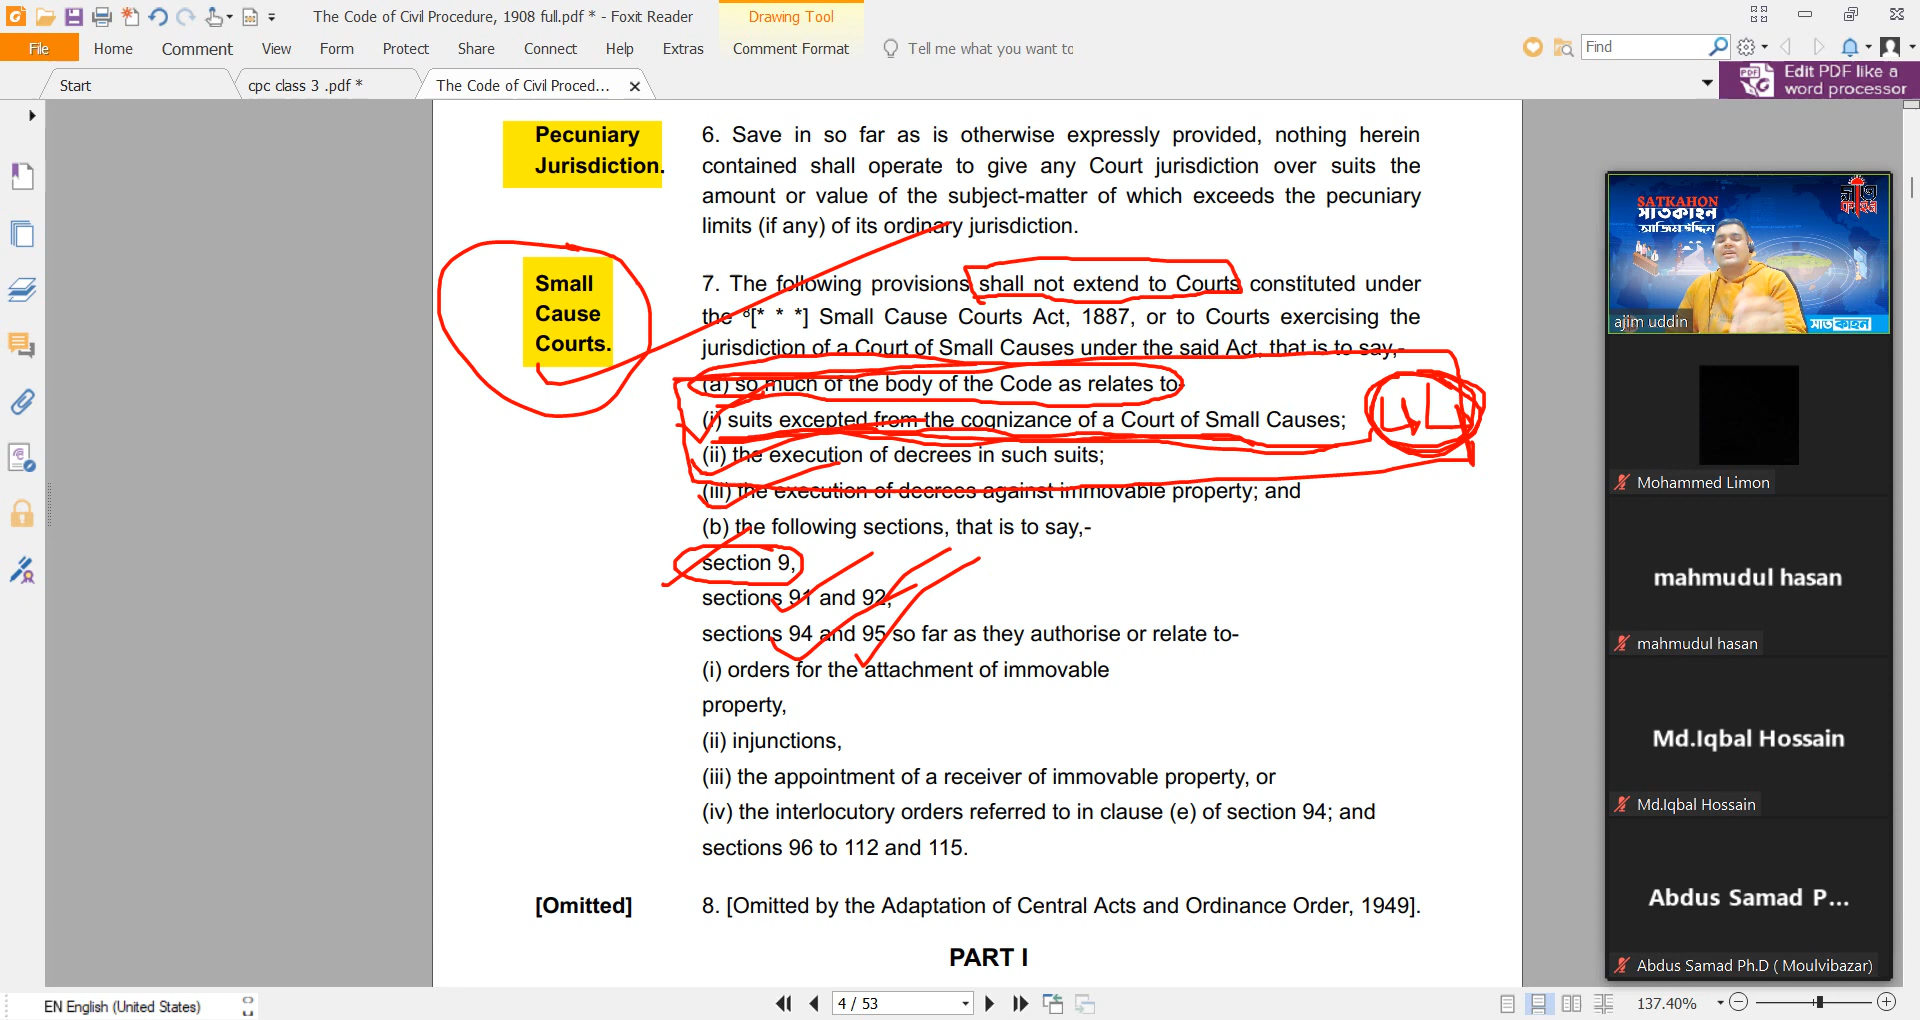 The Code of Civil Procedure, 1908 full.pdf * - Foxit Reader
Drawing Tool
File
Home
Comment
View
Form
Protect
Share
Connect
Help
Extras
Comment Format
Tell me what you want to
Find
Start
cpc class 3 .pdf *
The Code of Civil Proced...
Edit PDF like a
word processor
Pecuniary
Jurisdiction.
6. Save in so far as is otherwise expressly provided, nothing herein
contained shall operate to give any Court jurisdiction over suits the
amount or value of the subject-matter of which exceeds the pecuniary
limits (if any) of its ordinary jurisdiction.
Small
Cause
Courts.
7. The following provisions shall not extend to Courts constituted under
the [* * *] Small Cause Courts Act, 1887, or to Courts exercising the
jurisdiction of a Court of Small Causes under the said Act, that is to say,-
(a) so much of the body of the Code as relates to-
(i) suits excepted from the cognizance of a Court of Small Causes;
(ii) the execution of decrees in such suits;
(iii) the execution of decrees against immovable property; and
(b) the following sections, that is to say,-
section 9,
sections 91 and 92,
sections 94 and 95 so far as they authorise or relate to-
(i) orders for the attachment of immovable
property,
(ii) injunctions,
(iii) the appointment of a receiver of immovable property, or
(iv) the interlocutory orders referred to in clause (e) of section 94; and
sections 96 to 112 and 115.
[Omitted]
8. [Omitted by the Adaptation of Central Acts and Ordinance Order, 1949].
PART I
SATKAHON
সাতকাহন
আজিম উদ্দিন
সাতকাহন
ajim uddin
Mohammed Limon
mahmudul hasan
mahmudul hasan
Md.Iqbal Hossain
Md.Iqbal Hossain
Abdus Samad P...
Abdus Samad Ph.D ( Moulvibazar)
EN English (United States)
4 / 53
137.40%